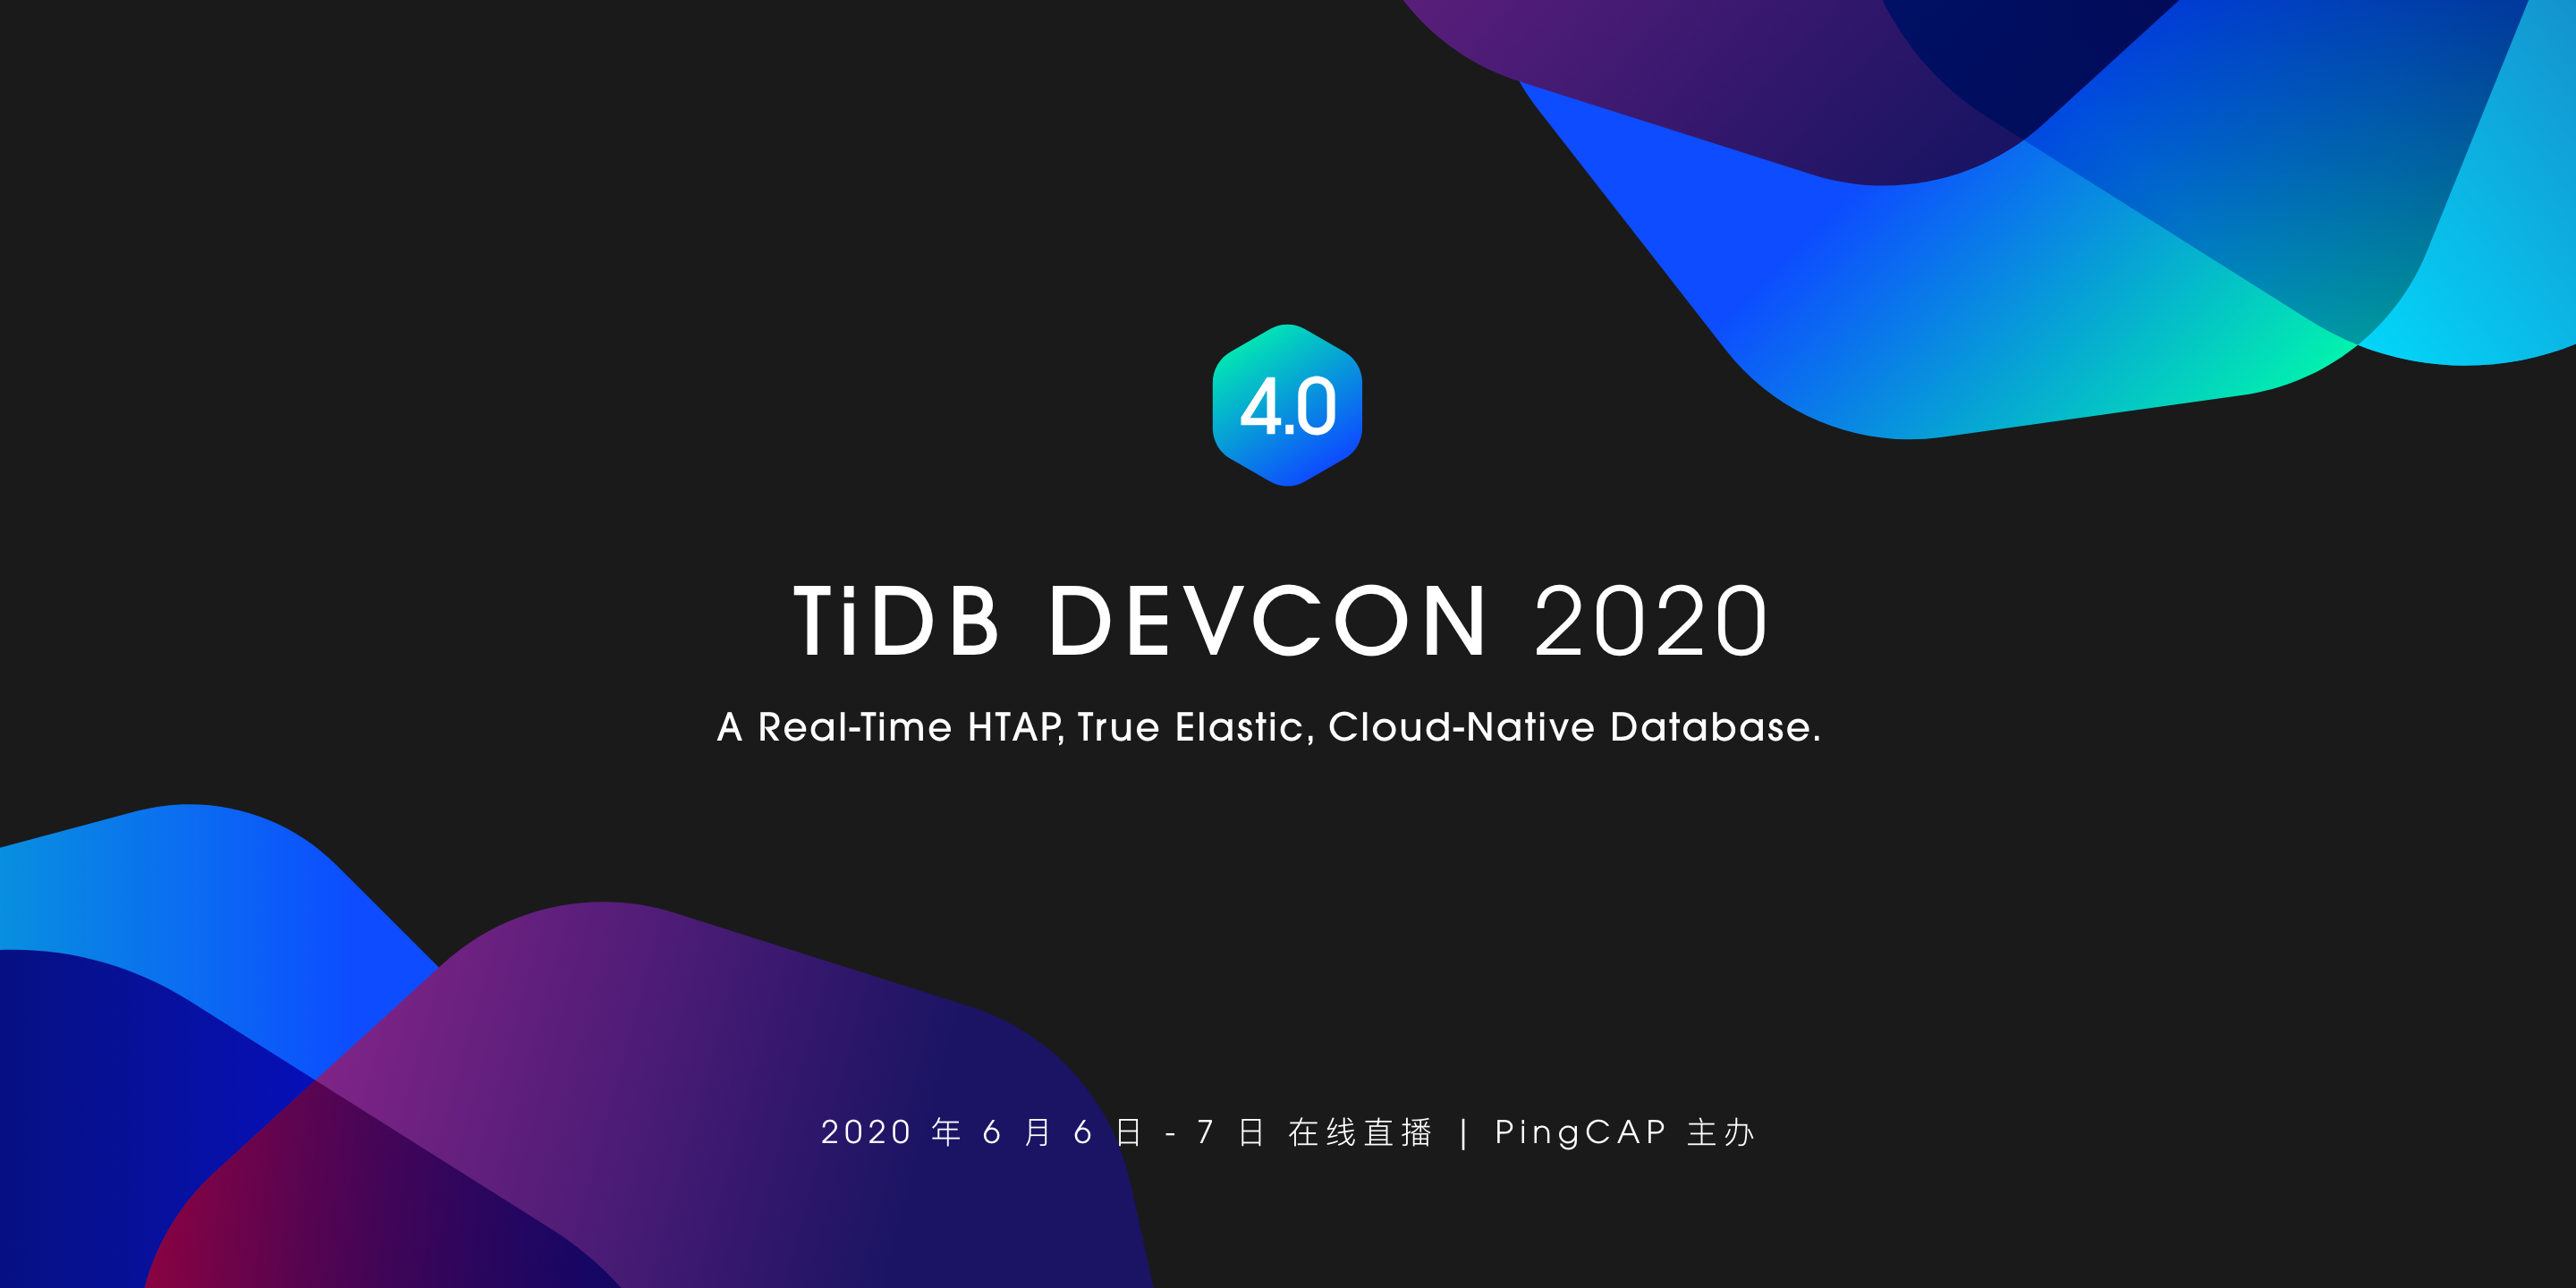 4.0
TiDB DEVCON 2020
A Real-Time HTAP, True Elastic, Cloud-Native Database.
2020 年 6 月 6 日 - 7 日 在线直播 | PingCAP 主办